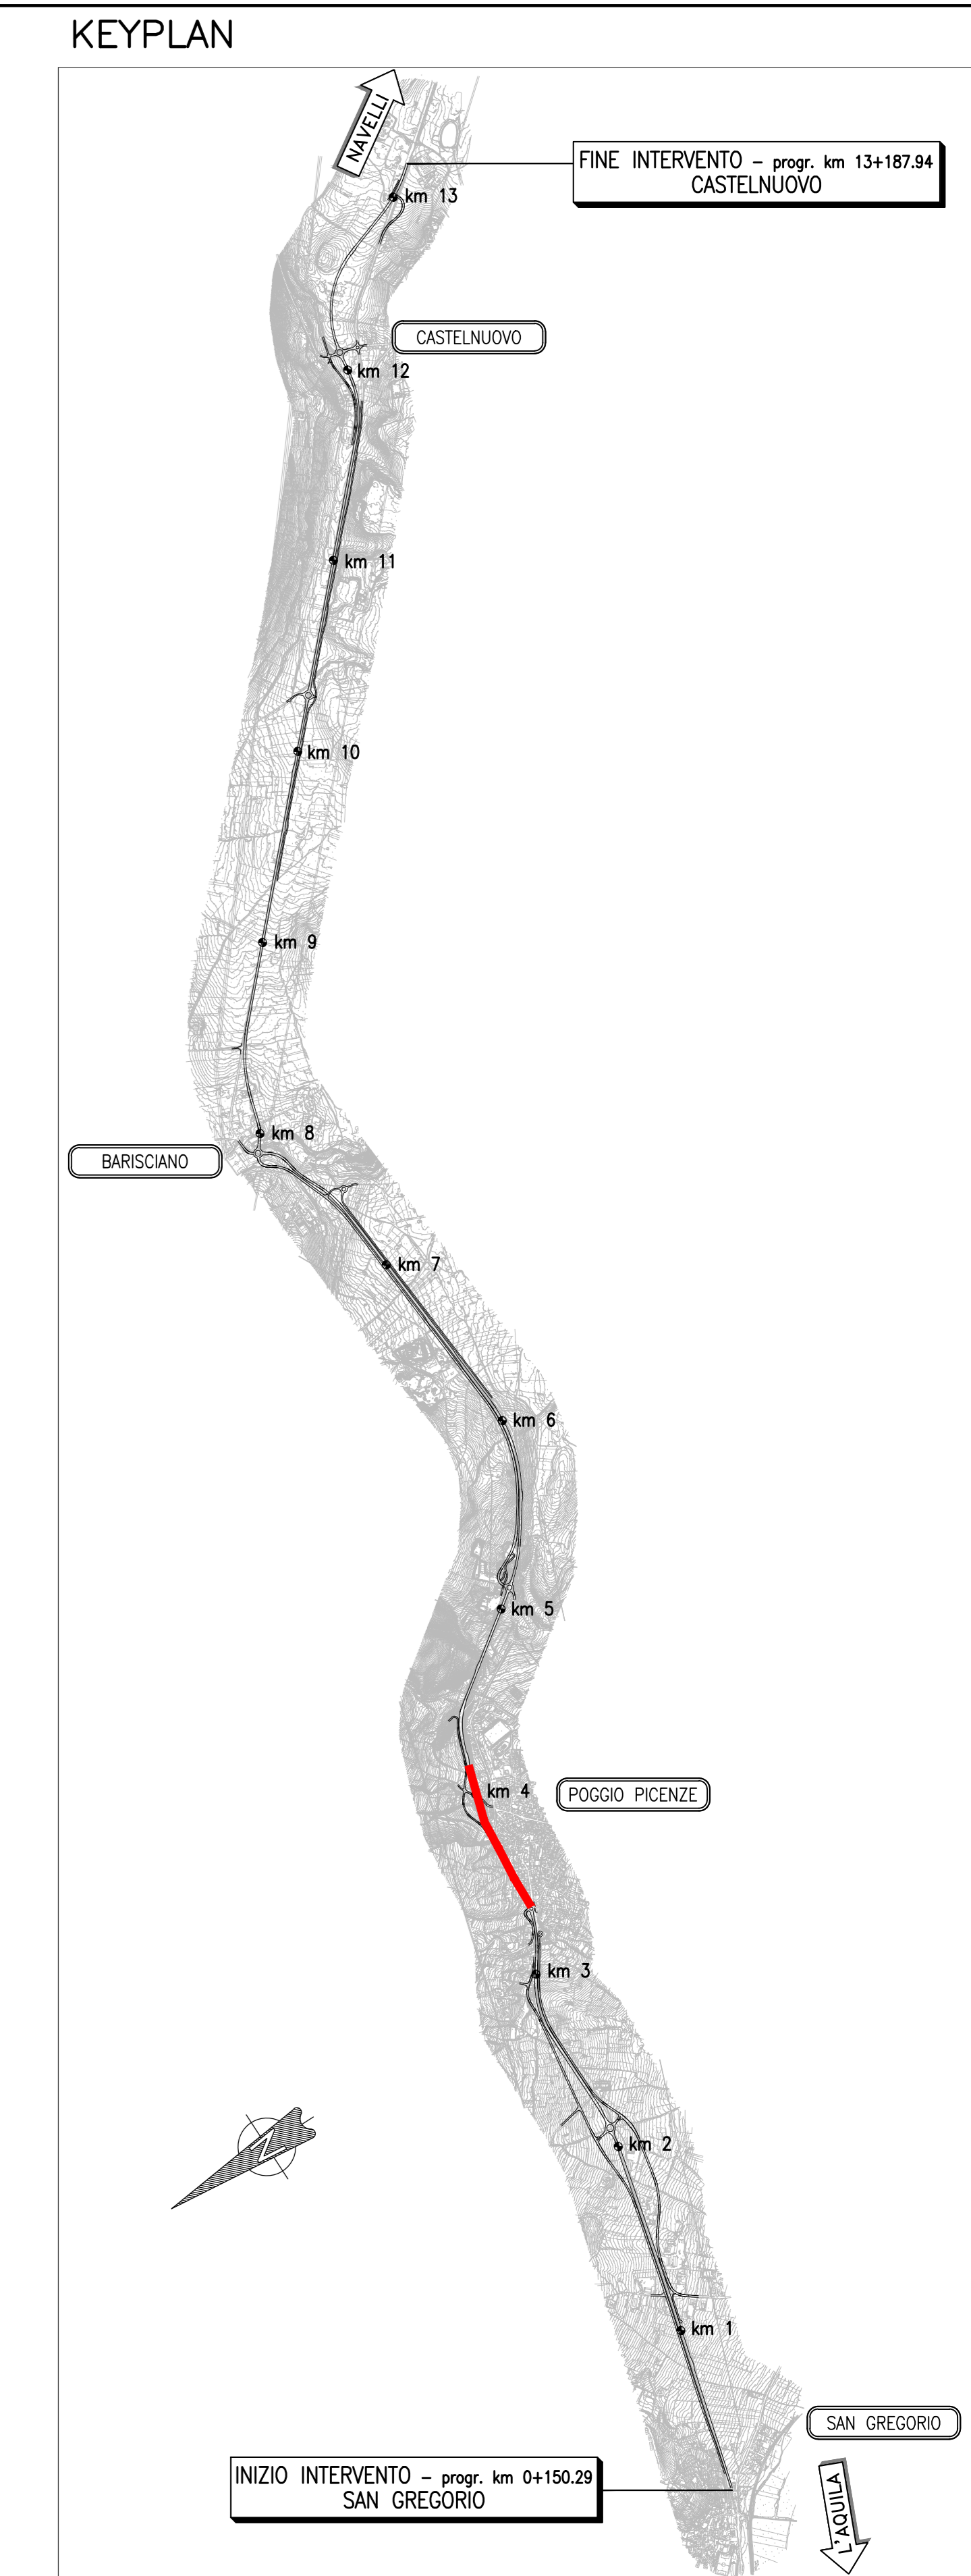 KEYPLAN
NAVELLI
FINE INTERVENTO - progr. km 13+187.94
CASTELNUOVO
km 13
CASTELNUOVO
km 12
km 11
km 10
km 9
km 8
BARISCIANO
km 7
km 6
km 5
km 4
POGGIO PICENZE
km 3
N
km 2
km 1
SAN GREGORIO
INIZIO INTERVENTO - progr. km 0+150.29
SAN GREGORIO
L'AQUILA